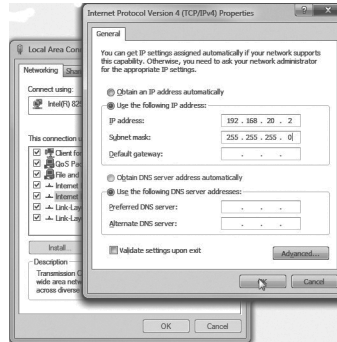 Internet Protocol Version 4 (TCP/IPv4) Properties
General
You can get IP settings assigned automatically if your network supports
this capability. Otherwise, you need to ask your network administrator
for the appropriate IP settings.
Obtain an IP address automatically
Use the following IP address:
IP address: 192 . 168 . 20 . 2
Subnet mask: 255 . 255 . 255 . 0
Default gateway: . . .
Obtain DNS server address automatically
Use the following DNS server addresses:
Preferred DNS server: . . .
Alternate DNS server: . . .
Validate settings upon exit
Advanced...
OK Cancel
Local Area Conn
Networking Shar
Connect using:
Intel(R) 825
This connection u
Client for
QoS Pac
File and
Internet
Internet
Link-Lay
Link-Lay
Install...
Description
Transmission C
wide area netw
across diverse
OK Cancel